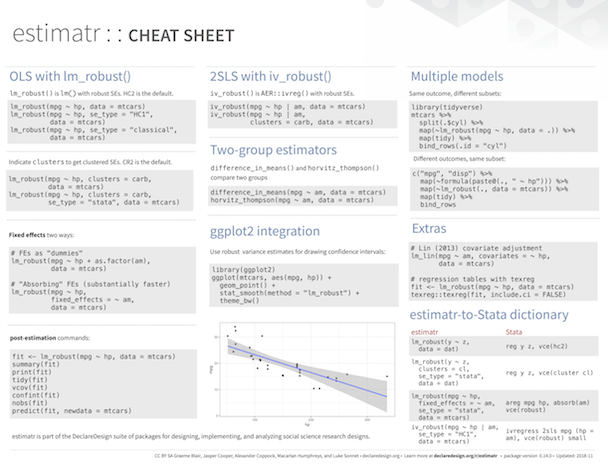 estimatr :: CHEAT SHEET
OLS with lm_robust()
lm_robust() is lm() with robust SEs. HC2 is the default.
lm_robust(mpg ~ hp, data = mtcars)
lm_robust(mpg ~ hp, se_type = "HC1",
data = mtcars)
lm_robust(mpg ~ hp, se_type = "classical",
data = mtcars)
Indicate clusters to get clustered SEs, CR2 is the default.
lm_robust(mpg ~ hp, clusters = carb,
data = mtcars)
lm_robust(mpg ~ hp, clusters = carb,
se_type = "stata", data = mtcars)
Fixed effects two ways:
# FEs as "dummies"
lm_robust(mpg ~ hp + as.factor(am),
data = mtcars)
# "Absorbing" FEs (substantially faster)
lm_robust(mpg ~ hp,
fixed_effects = ~ am,
data = mtcars)
post-estimation commands:
fit <- lm_robust(mpg ~ hp, data = mtcars)
summary(fit)
print(fit)
tidy(fit)
vcov(fit)
confint(fit)
nobs(fit)
predict(fit, newdata = mtcars)
2SLS with iv_robust()
iv_robust() is AER::ivreg() with robust SEs.
iv_robust(mpg ~ hp | am, data = mtcars)
iv_robust(mpg ~ hp | am,
clusters = carb, data = mtcars)
Two-group estimators
difference_in_means() and horvitz_thompson()
compare two groups
difference_in_means(mpg ~ am, data = mtcars)
horvitz_thompson(mpg ~ am, data = mtcars)
ggplot2 integration
Use robust variance estimates for drawing confidence intervals:
library(ggplot2)
ggplot(mtcars, aes(mpg, hp)) +
geom_point() +
stat_smooth(method = "lm_robust") +
theme_bw()
mpg
hp
Multiple models
Same outcome, different subsets:
library(tidyverse)
mtcars %>%
split(.$cyl) %>%
map(~lm_robust(mpg ~ hp, data = .)) %>%
map(tidy) %>%
bind_rows(.id = "cyl")
Different outcomes, same subset:
c("mpg", "disp") %>%
map(~formula(paste0(., " ~ hp"))) %>%
map(~lm_robust(., data = mtcars)) %>%
map(tidy) %>%
bind_rows
Extras
# Lin (2013) covariate adjustment
lm_lin(mpg ~ am, covariates = ~ hp,
data = mtcars)
# regression tables with texreg
fit <- lm_robust(mpg ~ hp, data = mtcars)
texreg::texreg(fit, include.ci = FALSE)
estimatr-to-Stata dictionary
estimatr Stata
lm_robust(y ~ z,
data = dat)
reg y z, vce(hc2)
lm_robust(y ~ z,
clusters = cl,
se_type = "stata",
data = dat)
reg y z, vce(cluster cl)
lm_robust(mpg ~ hp,
fixed_effects = ~ am,
se_type = "stata",
data = mtcars)
areg mpg hp, absorb(am)
vce(robust)
iv_robust(mpg ~ hp | am,
se_type = "HC1",
data = mtcars)
ivregress 2sls mpg (hp =
am), vce(robust) small
estimatr is part of the DeclareDesign suite of packages for designing, implementing, and analyzing social science research designs.
CC BY SA Graeme Blair, Jasper Cooper, Alexander Coppock, Macartan Humphreys, and Luke Sonnet • declaredesign.org • Learn more at declaredesign.org/r/estimatr • package version 0.14.0 • Updated: 2018-11